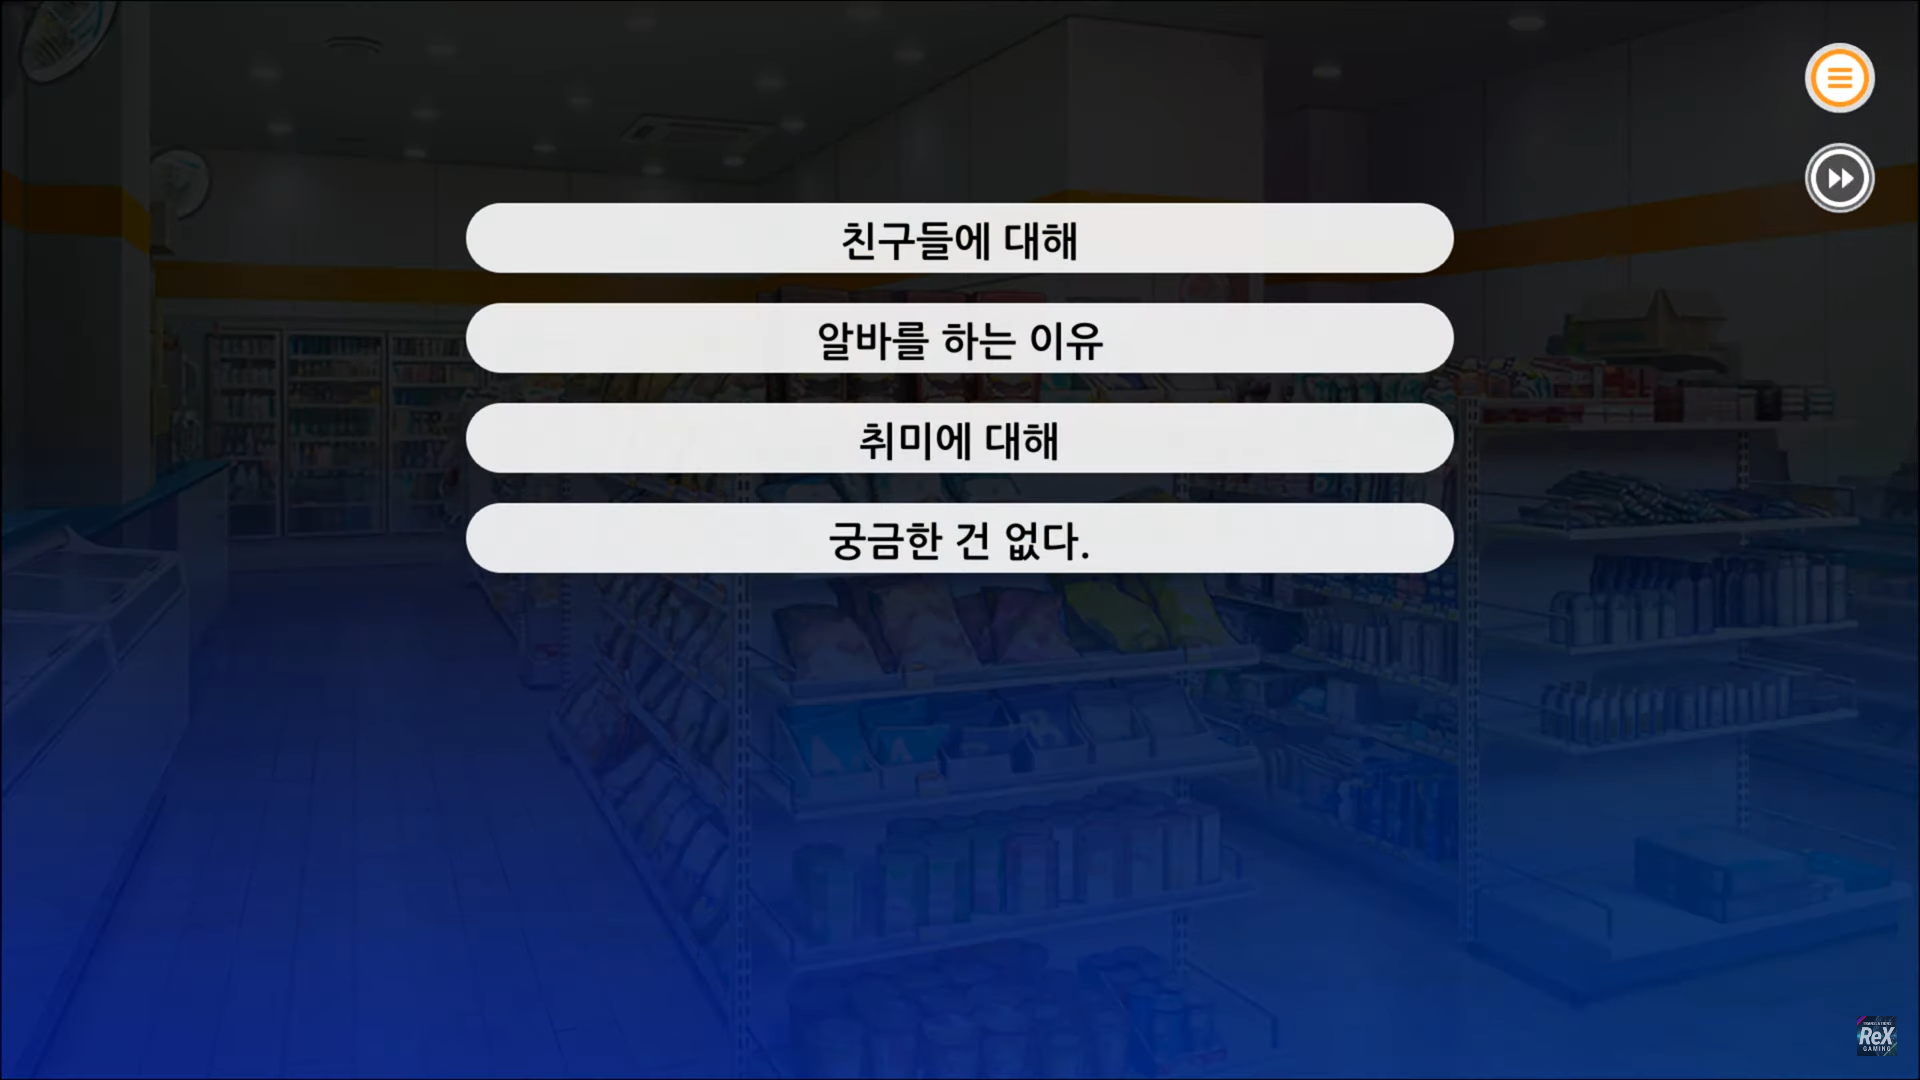 친구들에 대해
알바를 하는 이유
취미에 대해
궁금한 건 없다.
ReX
GAMING